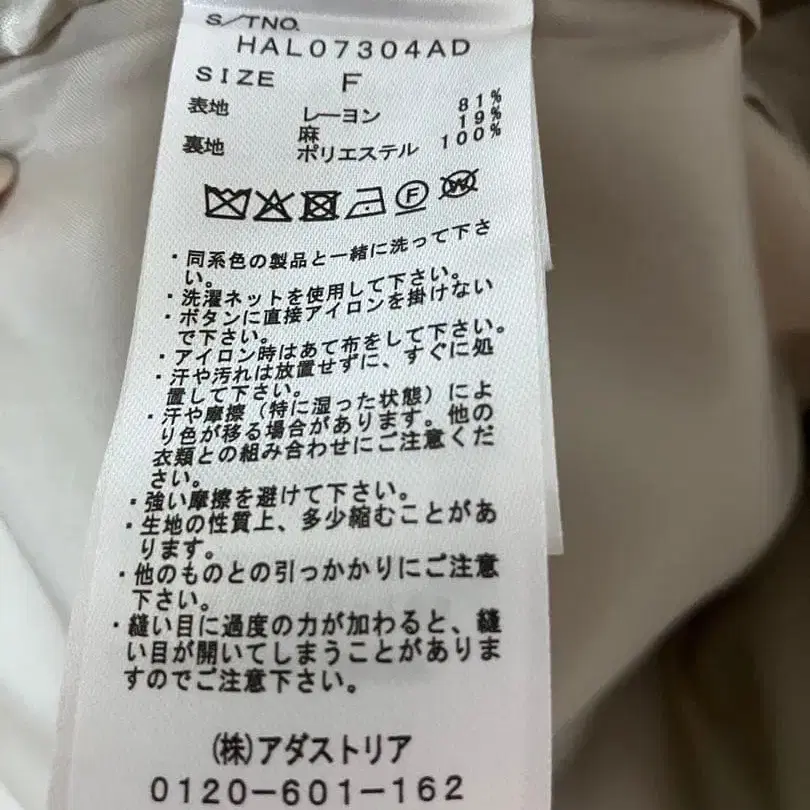 S/TNO.
HAL07304AD
SIZE F
表地 レーヨン 81%
麻 19%
裏地 ポリエステル 100%
F
W
・同系色の製品と一緒に洗って下さ
い。
・洗濯ネットを使用して下さい。
・ボタンに直接アイロンを掛けない
で下さい。
・アイロン時はあて布をして下さい。
・汗や汚れは放置せずに、すぐに処
置して下さい。
・汗や摩擦（特に湿った状態）によ
り色が移る場合があります。他の
衣類との組み合わせにご注意くだ
さい。
・強い摩擦を避けて下さい。
・生地の性質上、多少縮むことがあ
ります。
・他のものとの引っかかりにご注意
下さい。
・縫い目に過度の力が加わると、縫
い目が開いてしまうことがありま
すのでご注意下さい。
(株)アダストリア
0120-601-162